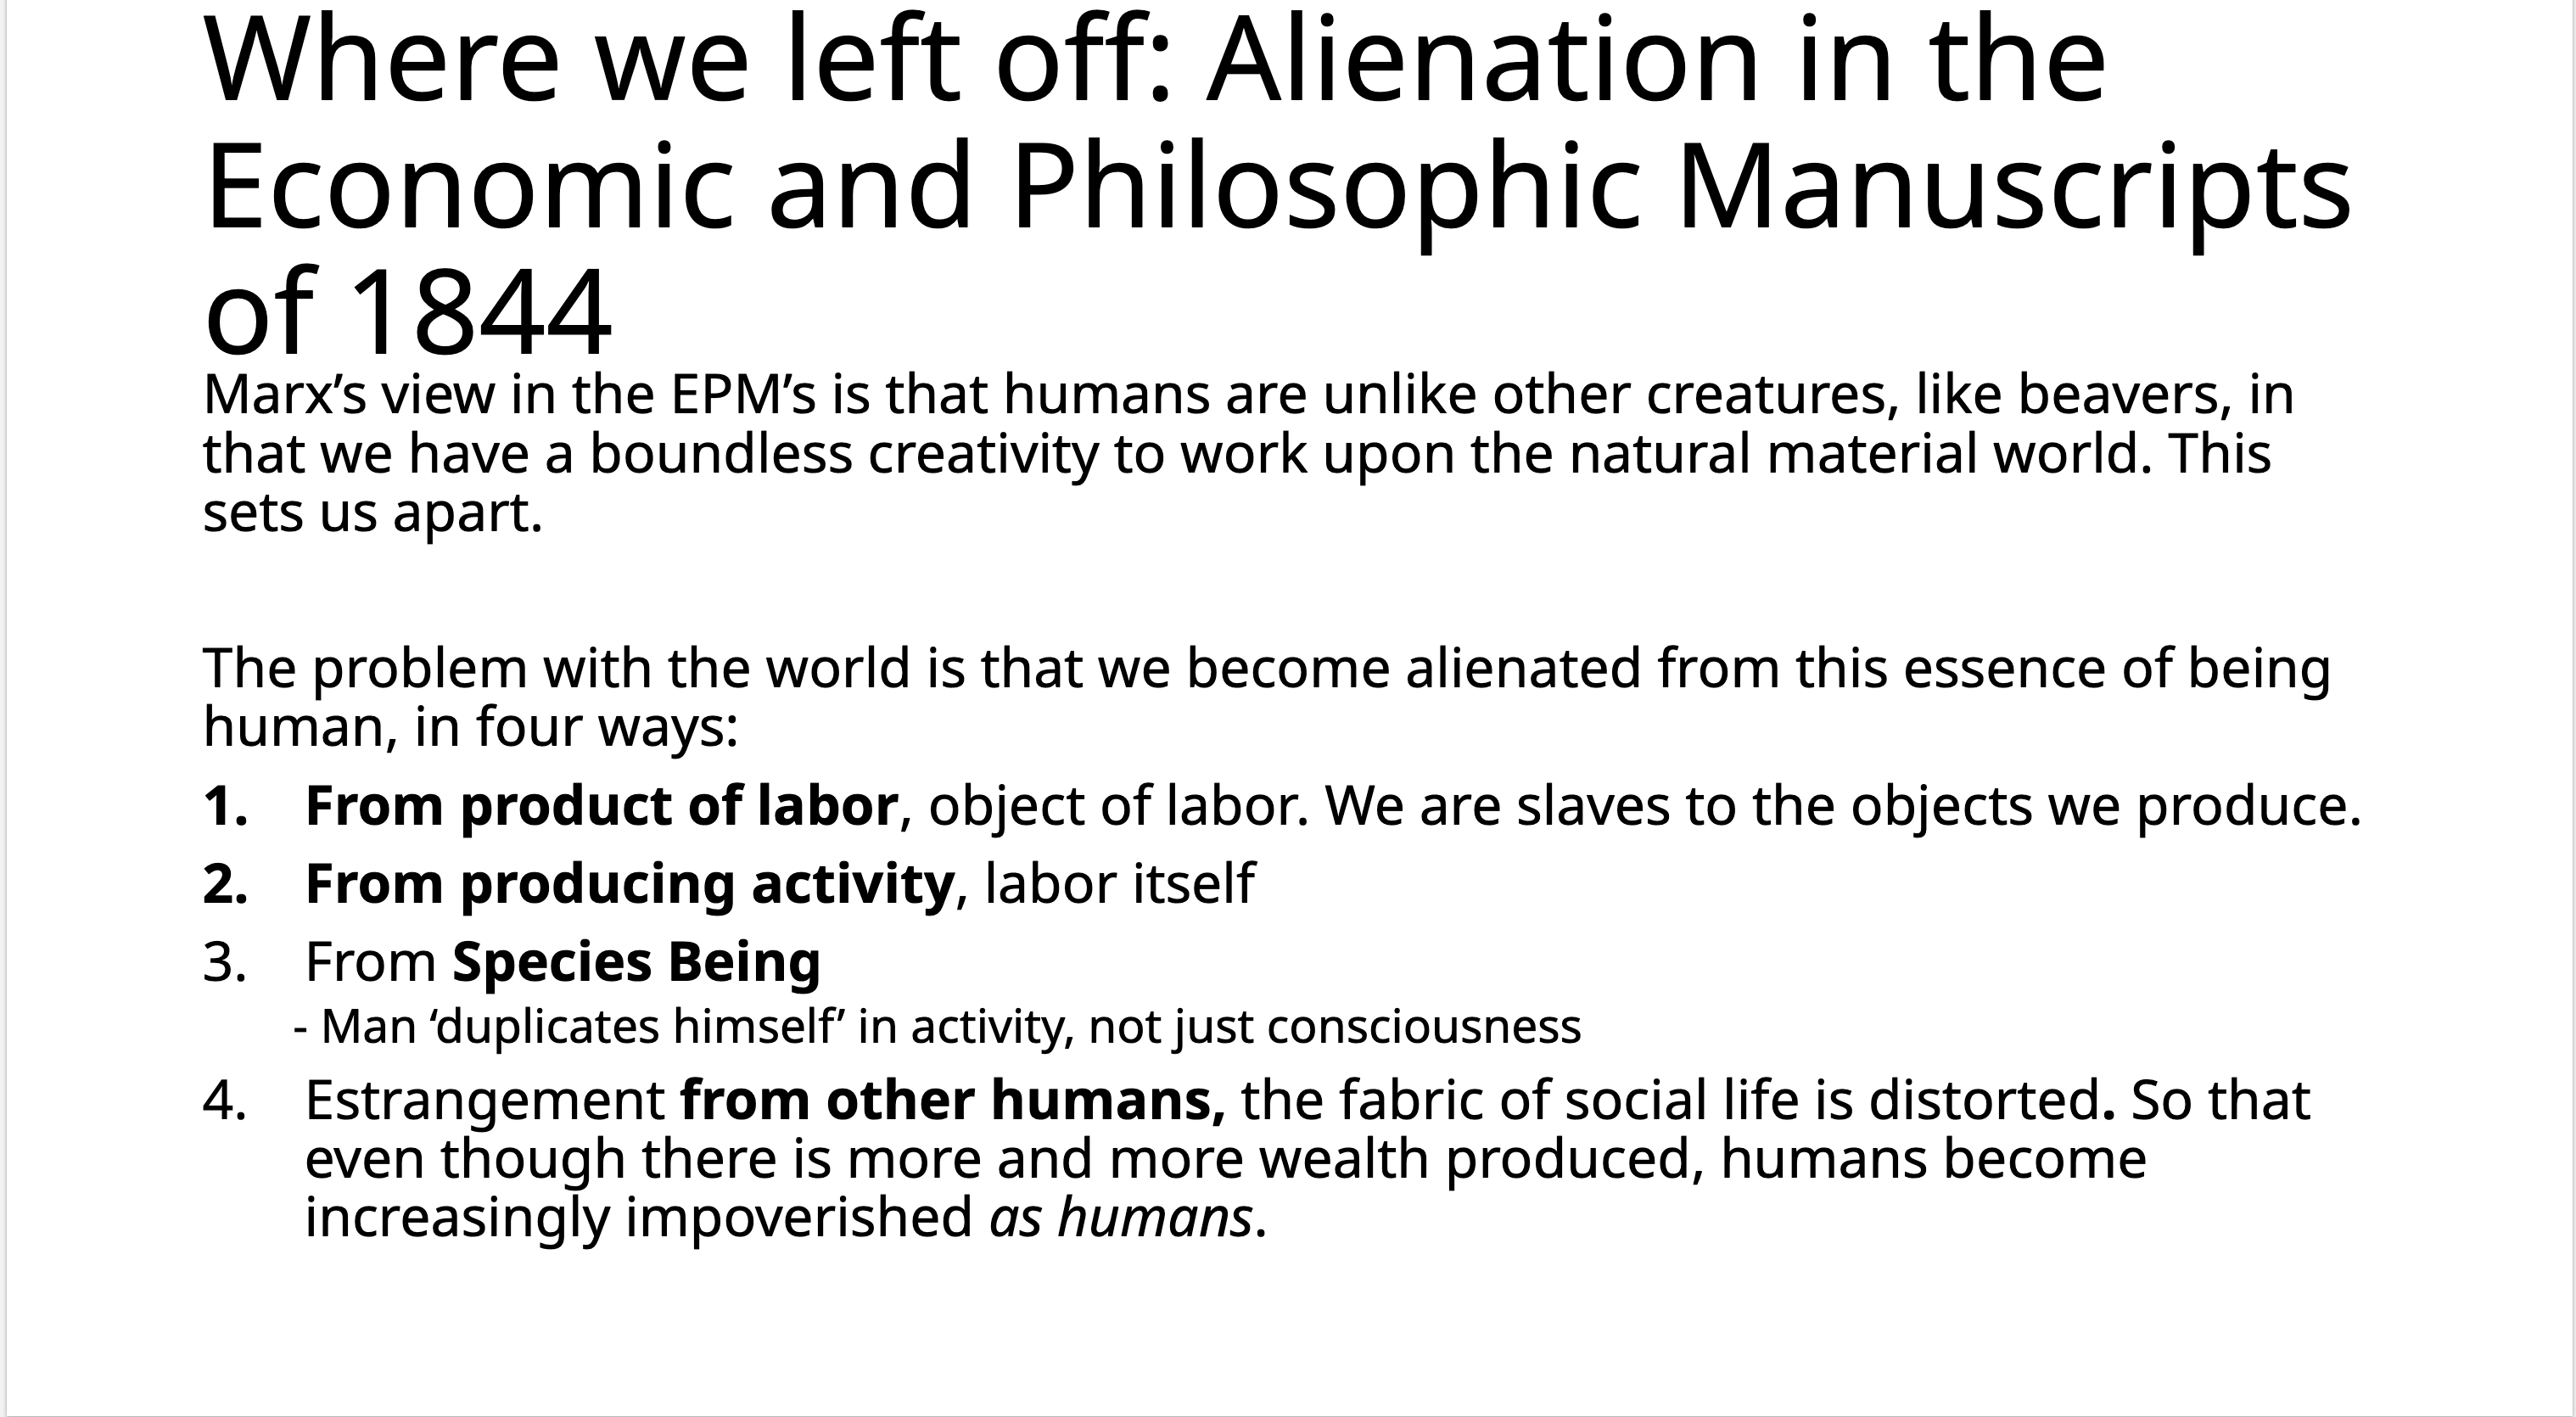 Where we left off: Alienation in the
Economic and Philosophic Manuscripts
of 1844
Marx’s view in the EPM’s is that humans are unlike other creatures, like beavers, in
that we have a boundless creativity to work upon the natural material world. This
sets us apart.
The problem with the world is that we become alienated from this essence of being
human, in four ways:
1. From product of labor, object of labor. We are slaves to the objects we produce.
2. From producing activity, labor itself
3. From Species Being
- Man ‘duplicates himself’ in activity, not just consciousness
4. Estrangement from other humans, the fabric of social life is distorted. So that
even though there is more and more wealth produced, humans become
increasingly impoverished as humans.